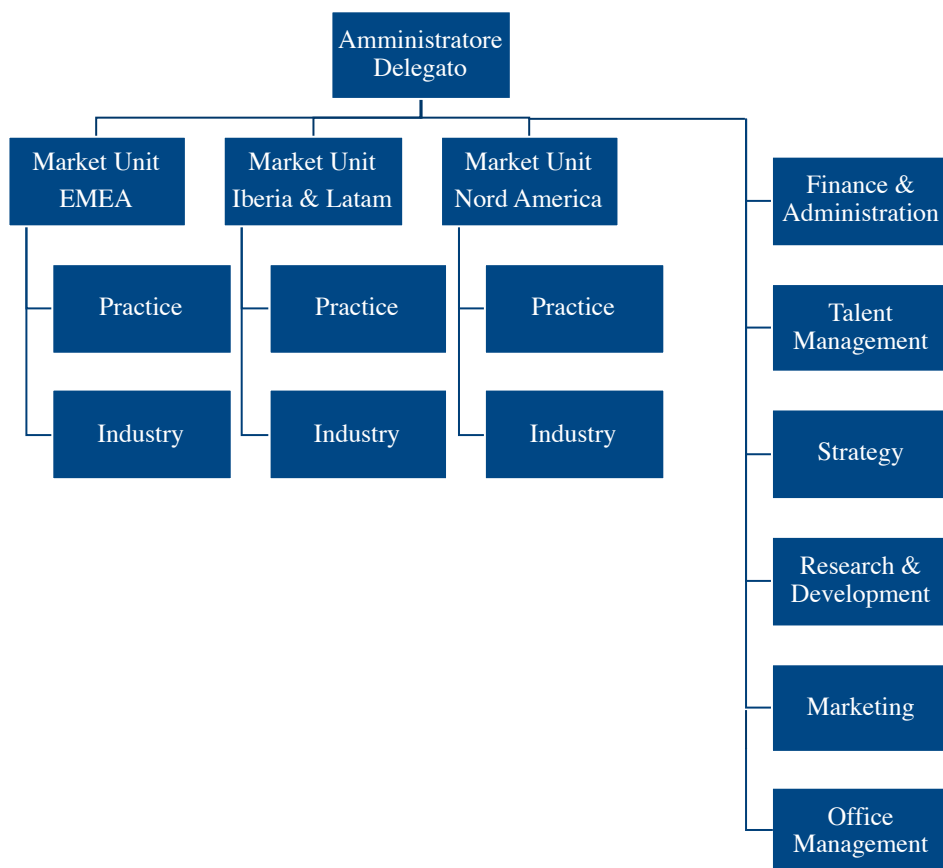 Amministratore
Delegato
Market Unit
EMEA
Market Unit
Iberia & Latam
Market Unit
Nord America
Practice
Practice
Practice
Industry
Industry
Industry
Finance &
Administration
Talent
Management
Strategy
Research &
Development
Marketing
Office
Management